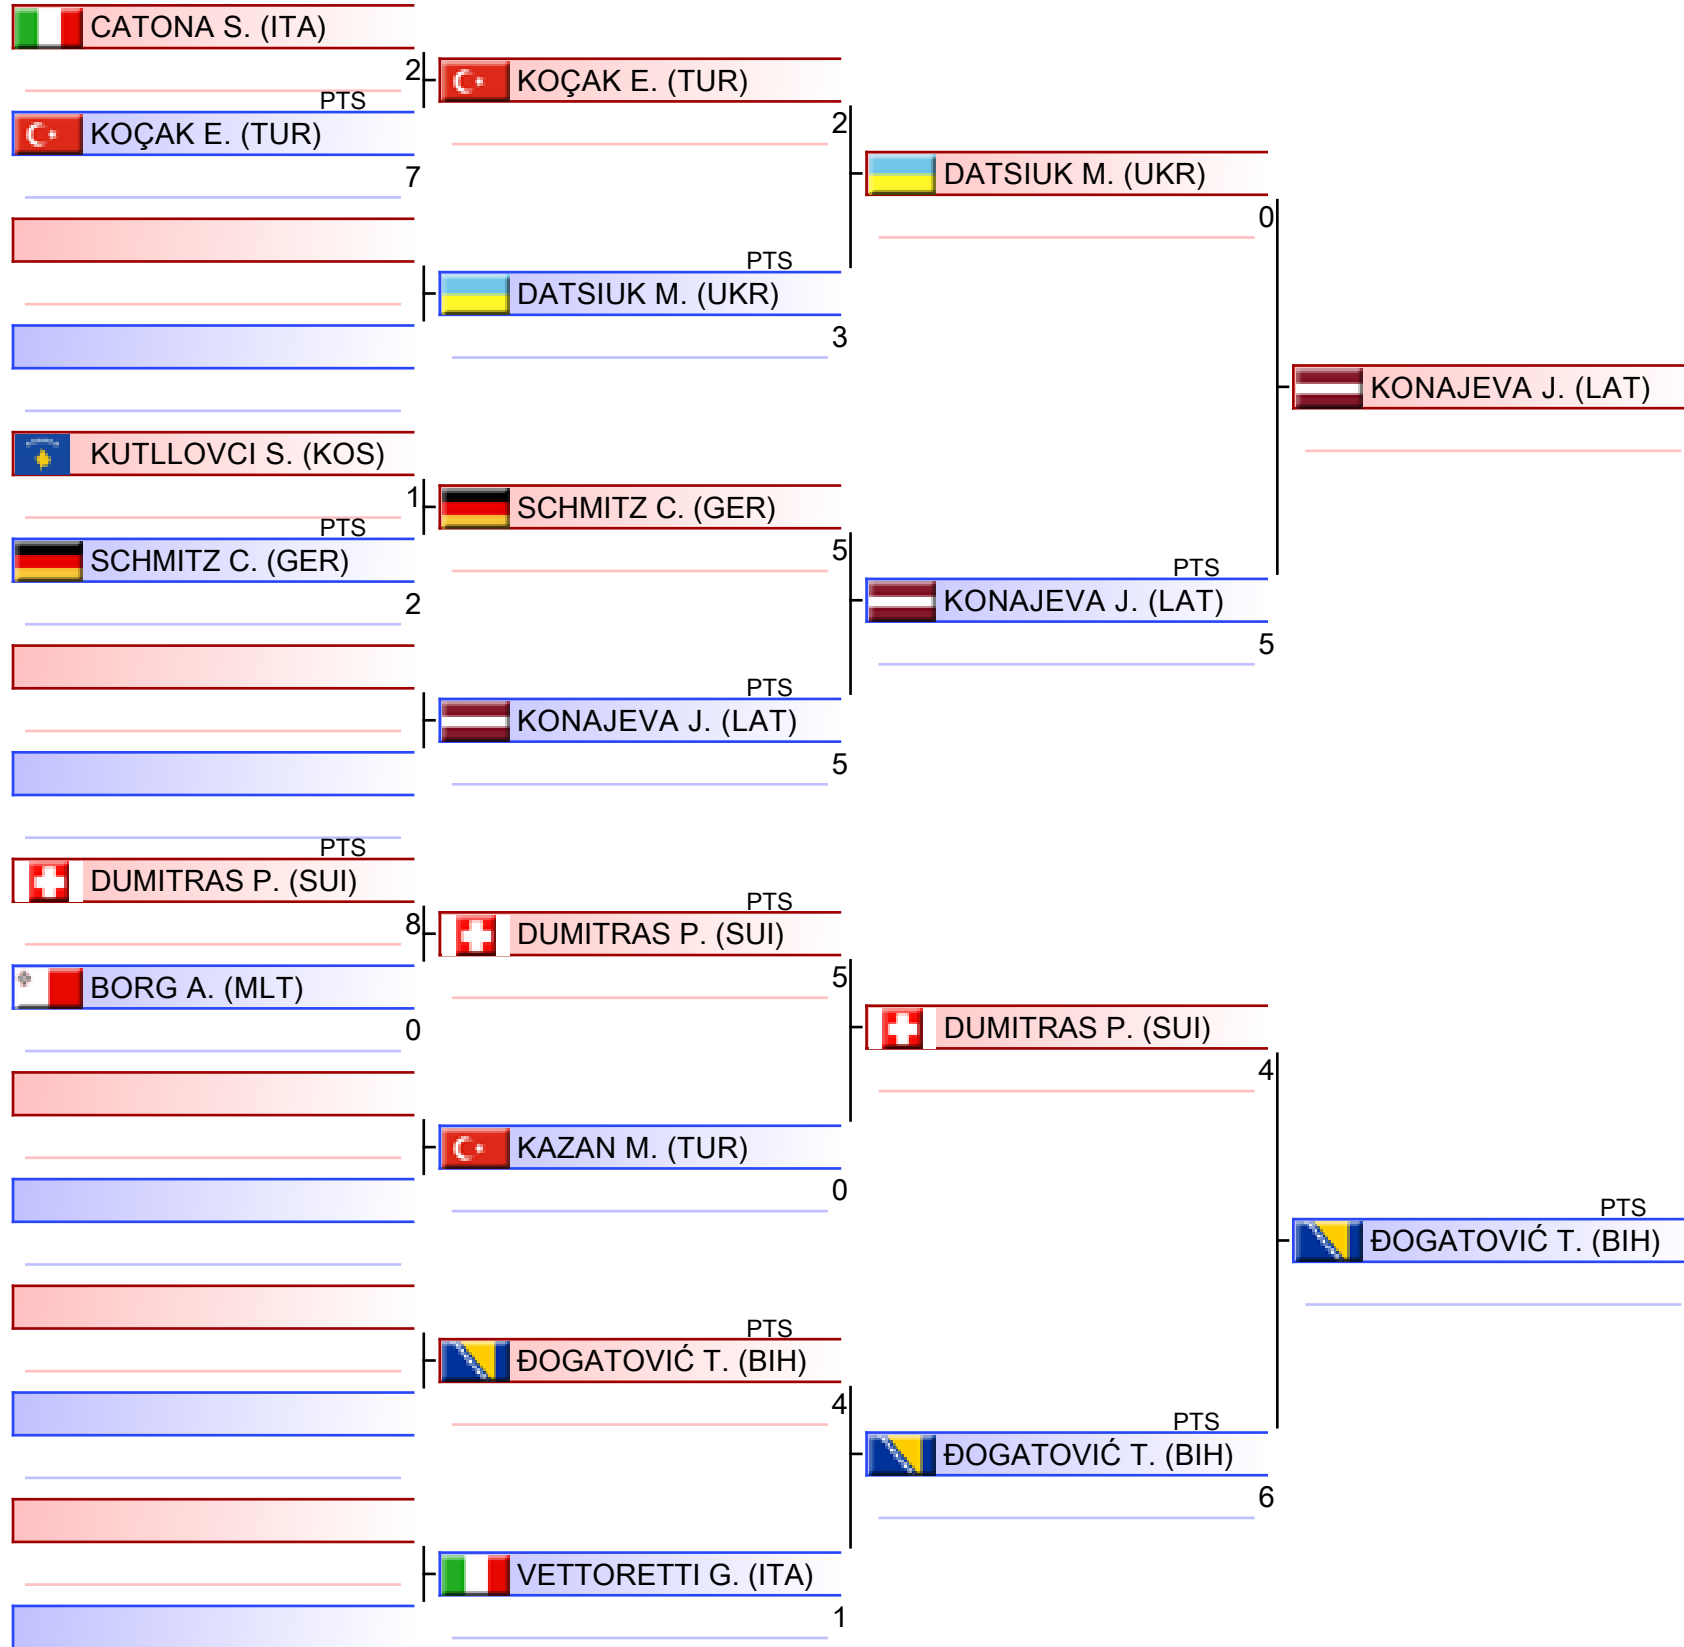 CATONA S. (ITA)
2
PTS
KOÇAK E. (TUR)
7
KUTLLOVCI S. (KOS)
1
PTS
SCHMITZ C. (GER)
2
PTS
DUMITRAS P. (SUI)
8
BORG A. (MLT)
0
KOÇAK E. (TUR)
2
PTS
DATSIUK M. (UKR)
3
SCHMITZ C. (GER)
5
PTS
KONAJEVA J. (LAT)
5
PTS
DUMITRAS P. (SUI)
5
KAZAN M. (TUR)
0
PTS
ĐOGATOVIĆ T. (BIH)
4
VETTORETTI G. (ITA)
1
DATSIUK M. (UKR)
0
PTS
KONAJEVA J. (LAT)
5
DUMITRAS P. (SUI)
4
PTS
ĐOGATOVIĆ T. (BIH)
6
KONAJEVA J. (LAT)
PTS
ĐOGATOVIĆ T. (BIH)